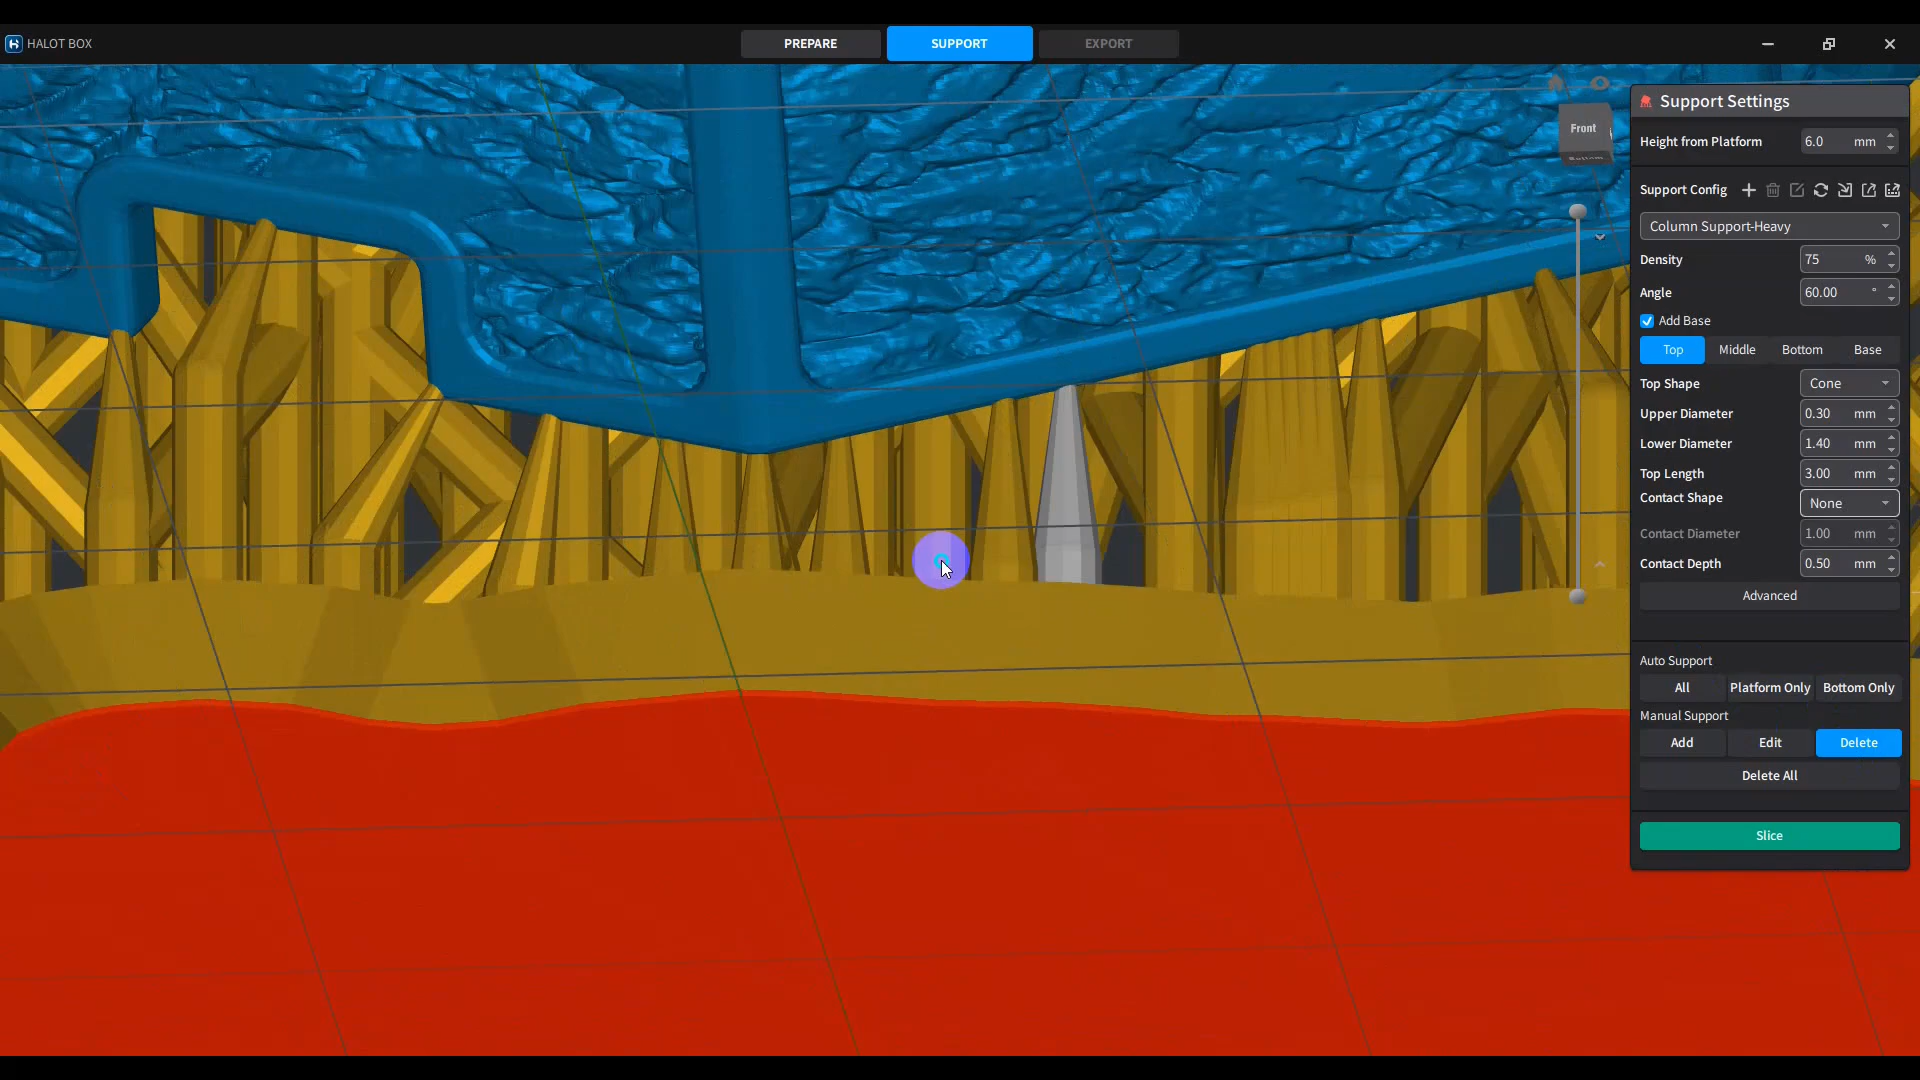 HALOT BOX
PREPARE
SUPPORT
EXPORT
Front
Bottom
Support Settings
Height from Platform 6.0 mm
Support Config
Column Support-Heavy
Density 75 %
Angle 60.00 °
Add Base
Top Middle Bottom Base
Top Shape Cone
Upper Diameter 0.30 mm
Lower Diameter 1.40 mm
Top Length 3.00 mm
Contact Shape None
Contact Diameter 1.00 mm
Contact Depth 0.50 mm
Advanced
Auto Support
All Platform Only Bottom Only
Manual Support
Add Edit Delete
Delete All
Slice